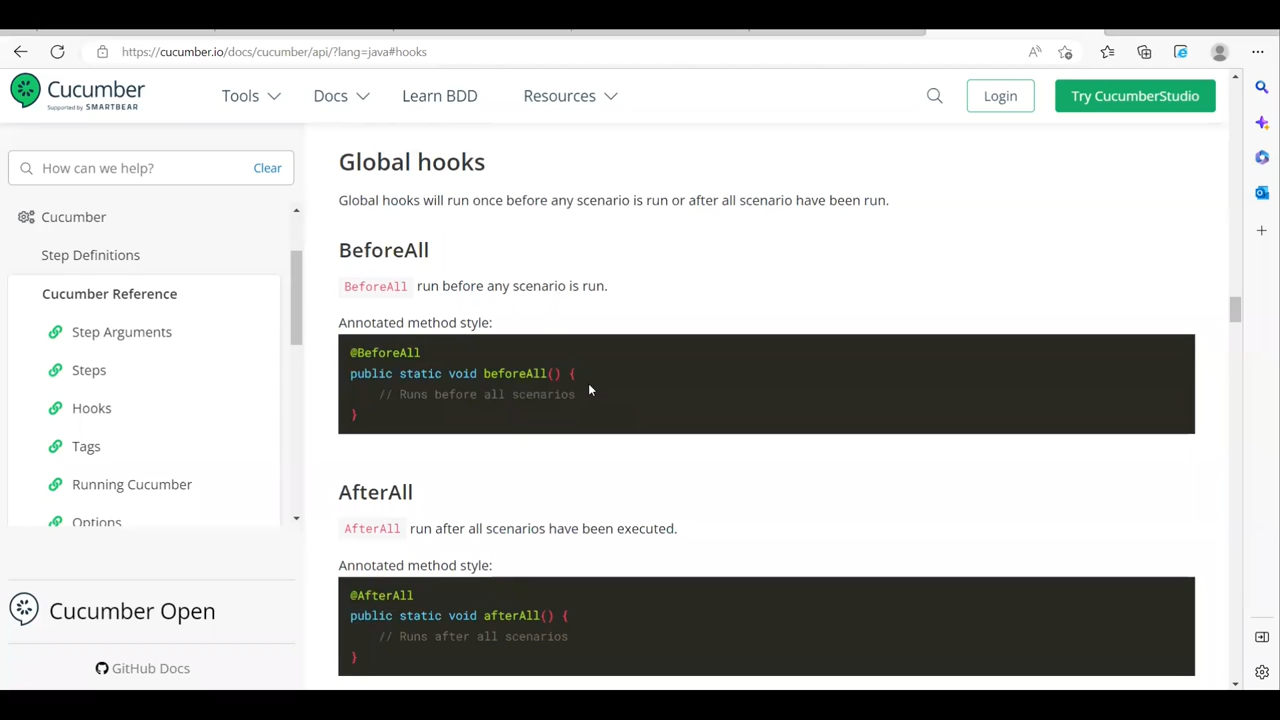 https://cucumber.io/docs/cucumber/api/?lang=java#hooks
Cucumber
Supported by SMARTBEAR
Tools
Docs
Learn BDD
Resources
Login
Try CucumberStudio
How can we help?
Clear
Cucumber
Step Definitions
Cucumber Reference
Step Arguments
Steps
Hooks
Tags
Running Cucumber
Options
Cucumber Open
GitHub Docs
Global hooks
Global hooks will run once before any scenario is run or after all scenario have been run.
BeforeAll
BeforeAll run before any scenario is run.
Annotated method style:
@BeforeAll
public static void beforeAll() {
// Runs before all scenarios
}
AfterAll
AfterAll run after all scenarios have been executed.
Annotated method style:
@AfterAll
public static void afterAll() {
// Runs after all scenarios
}